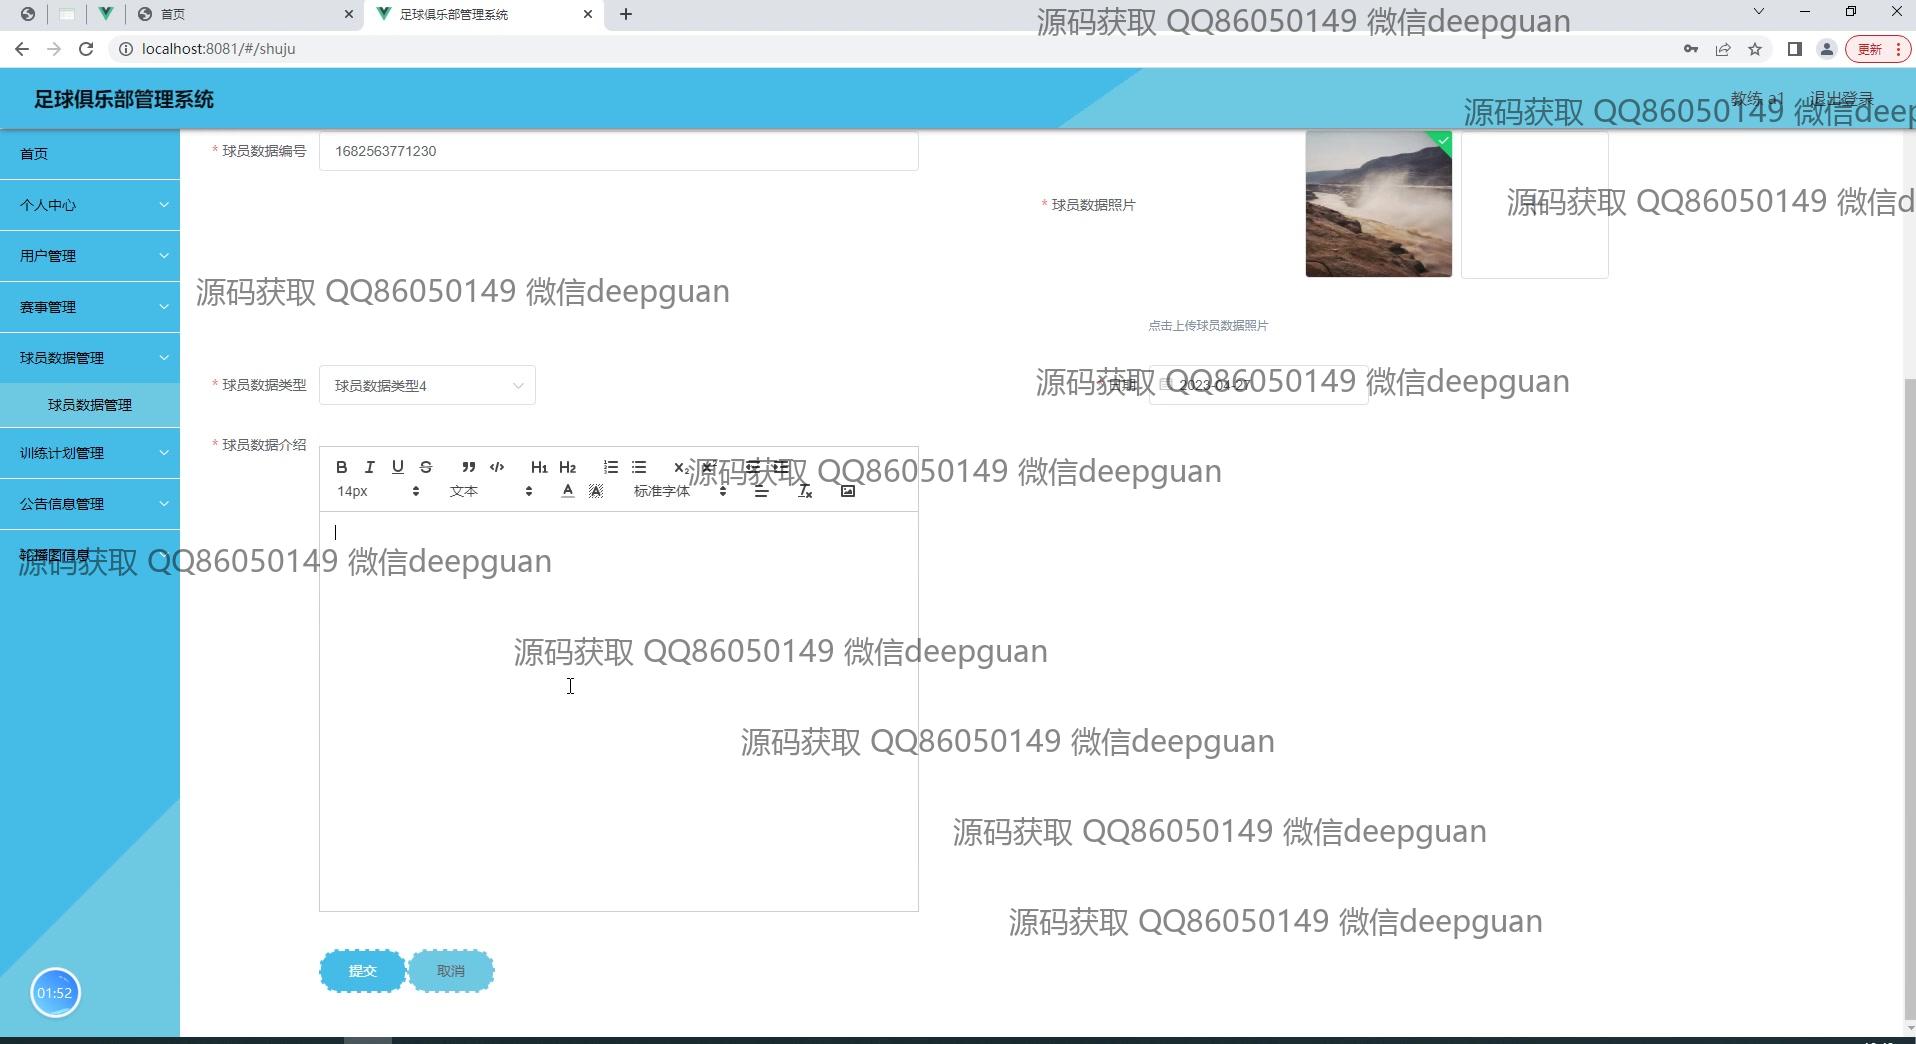 首页
足球俱乐部管理系统
源码获取 QQ86050149 微信deepguan
localhost:8081/#/shuju
更新
足球俱乐部管理系统
教练 a1
退出登录
源码获取 QQ86050149 微信deep
首页
* 球员数据编号
1682563771230
个人中心
* 球员数据照片
源码获取 QQ86050149 微信d
用户管理
源码获取 QQ86050149 微信deepguan
赛事管理
点击上传球员数据照片
球员数据管理
* 球员数据类型
球员数据类型4
* 日期
2023-04-27
源码获取 QQ86050149 微信deepguan
球员数据管理
* 球员数据介绍
训练计划管理
B I U S H1 H2 X2 X2
源码获取 QQ86050149 微信deepguan
14px
文本
标准字体
公告信息管理
轮播图信息
源码获取 QQ86050149 微信deepguan
源码获取 QQ86050149 微信deepguan
源码获取 QQ86050149 微信deepguan
源码获取 QQ86050149 微信deepguan
源码获取 QQ86050149 微信deepguan
提交
取消
01:52